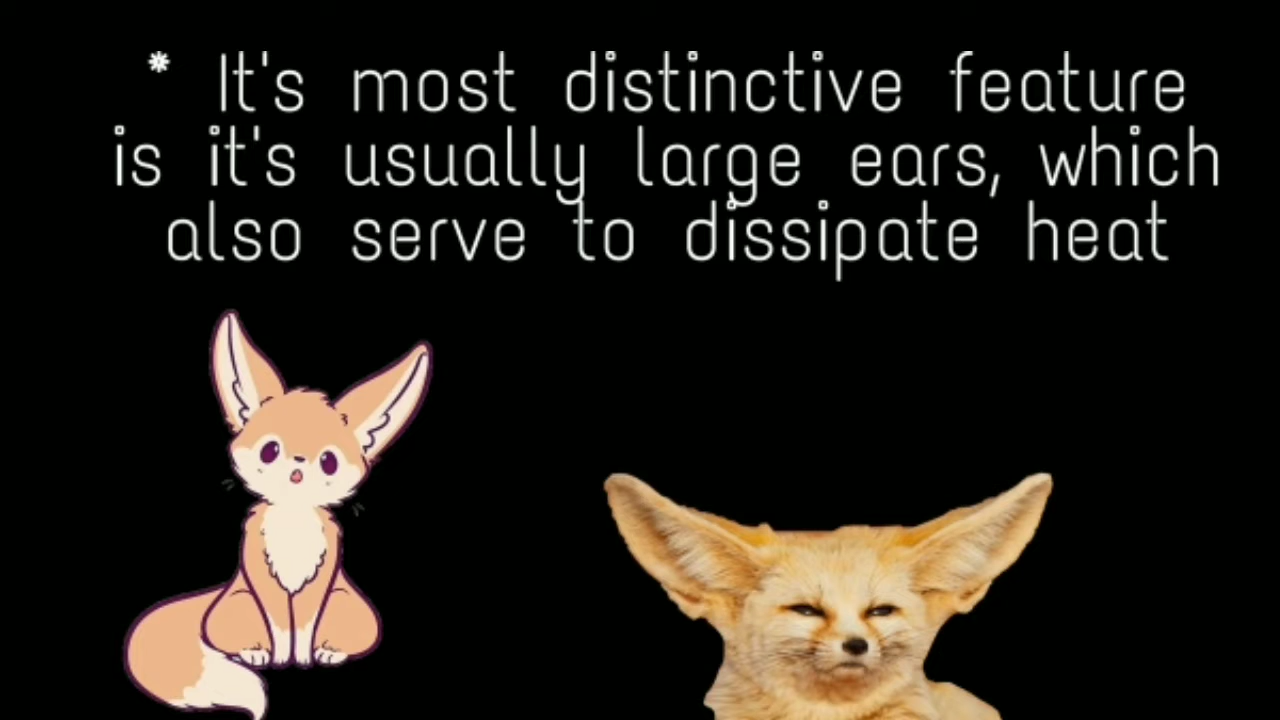 * It's most distinctive feature
is it's usually large ears, which
also serve to dissipate heat